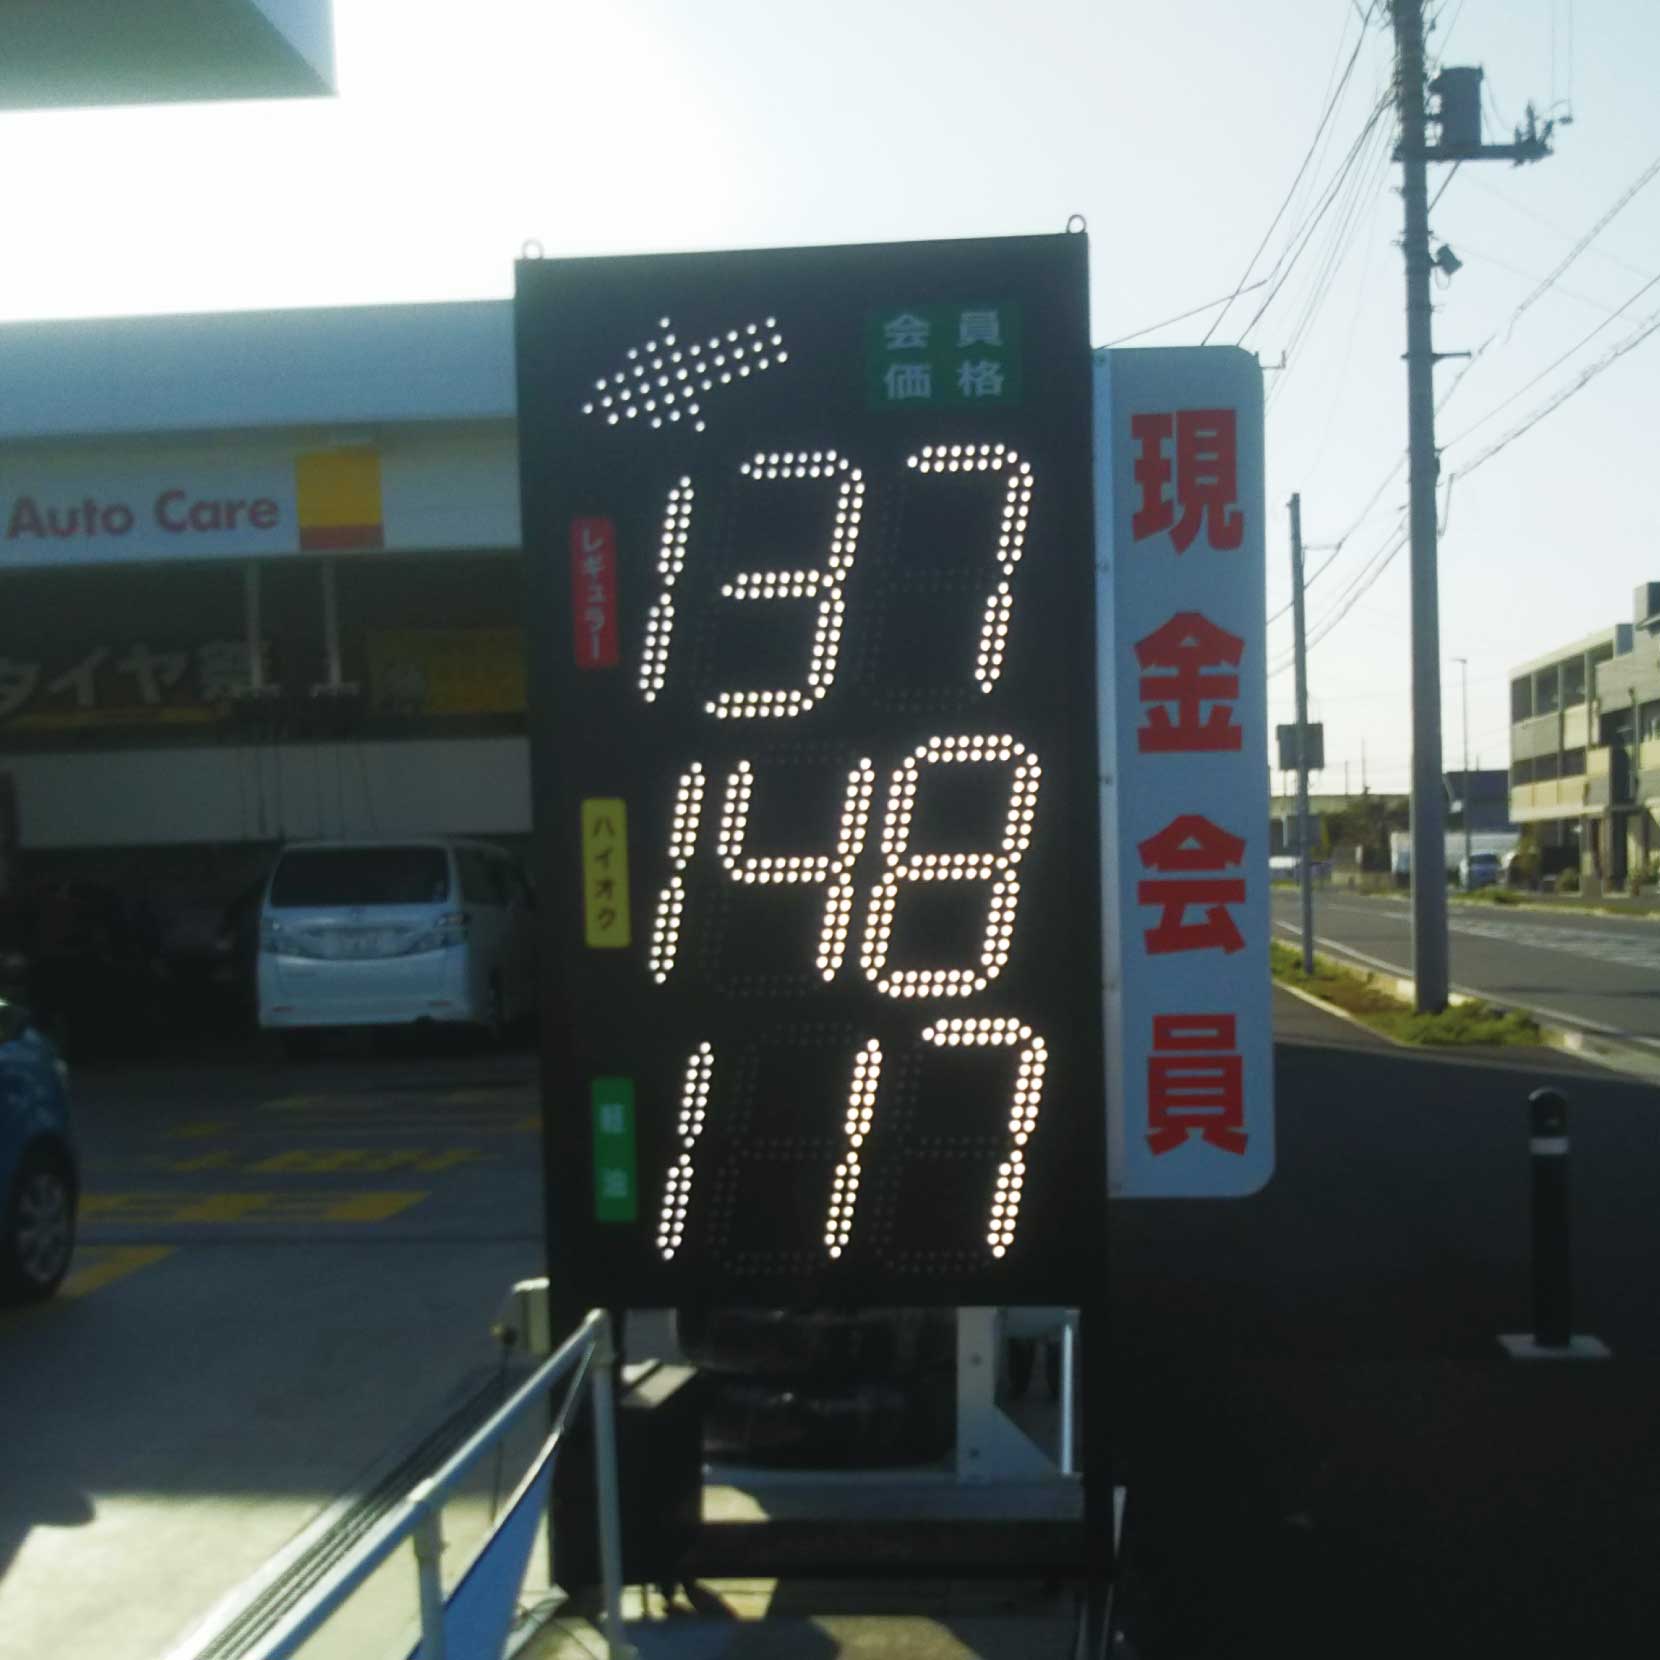 会員
価格
レギュラー
137
ハイオク
148
軽油
117
現金会員
Auto Care
タイヤ祭